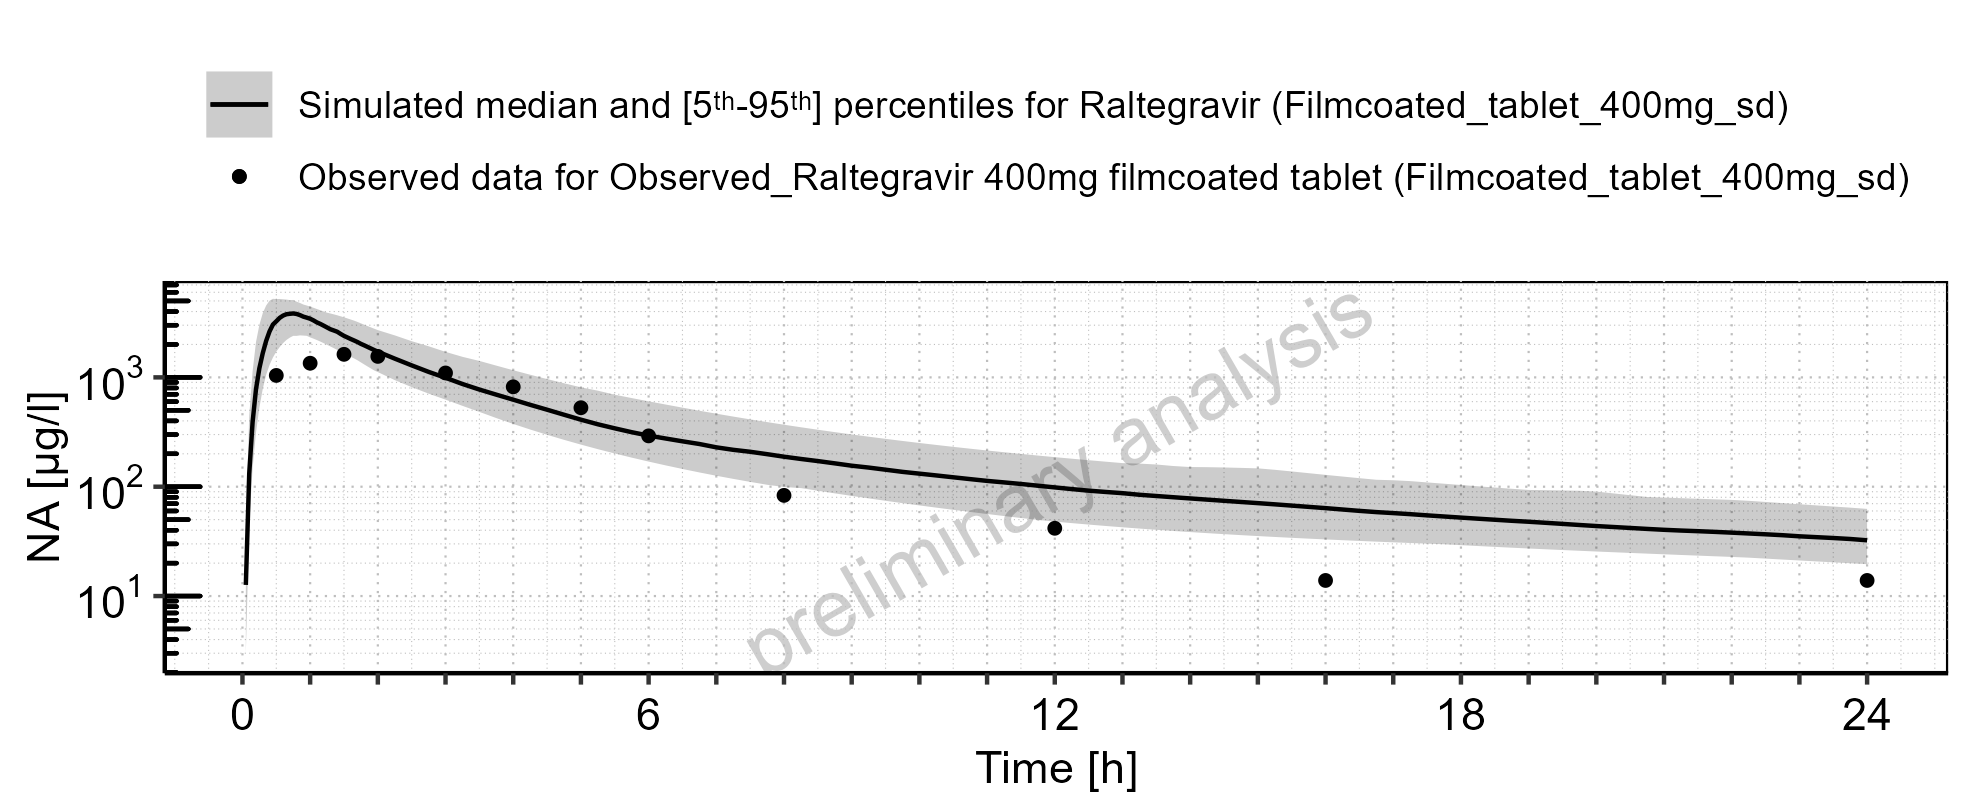 Simulated median and [5th-95th] percentiles for Raltegravir (Filmcoated_tablet_400mg_sd)
Observed data for Observed_Raltegravir 400mg filmcoated tablet (Filmcoated_tablet_400mg_sd)
preliminary analysis
NA [µg/l]
10³
10²
10¹
0 6 12 18 24
Time [h]